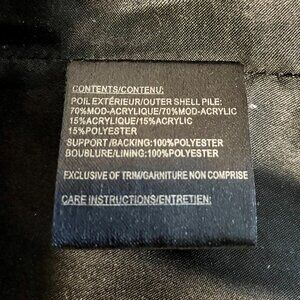 CONTENTS/CONTENU:
POIL EXTÉRIEUR/OUTER SHELL PILE:
70%MOD-ACRYLIQUE/70%MOD-ACRYLIC
15%ACRYLIQUE/15%ACRYLIC
15%POLYESTER
SUPPORT /BACKING:100%POLYESTER
BOUBLURE/LINING:100%POLYESTER
EXCLUSIVE OF TRIM/GARNITURE NON COMPRISE
CARE INSTRUCTIONS/ENTRETIEN: